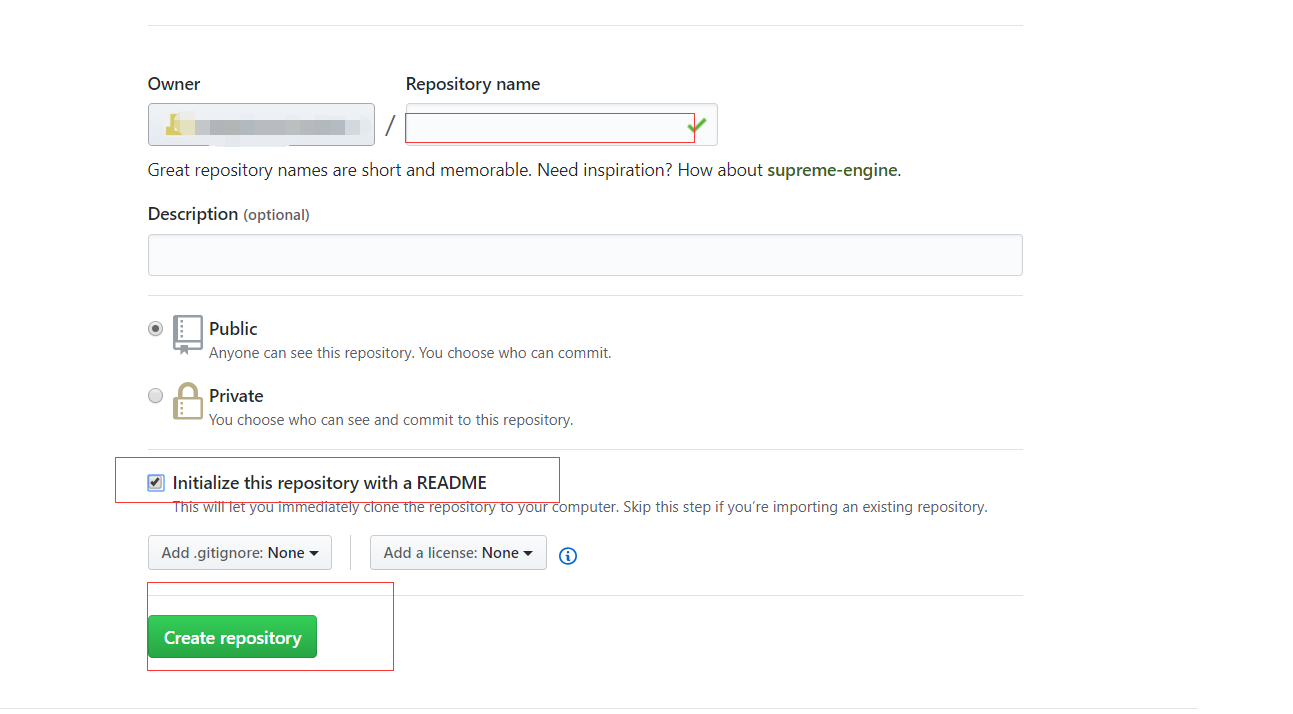 Owner Repository name
/
Great repository names are short and memorable. Need inspiration? How about supreme-engine.
Description (optional)
Public
Anyone can see this repository. You choose who can commit.
Private
You choose who can see and commit to this repository.
Initialize this repository with a README
This will let you immediately clone the repository to your computer. Skip this step if you’re importing an existing repository.
Add .gitignore: None Add a license: None
Create repository